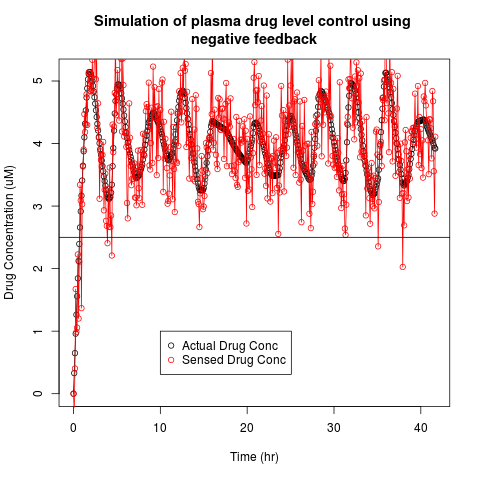 Simulation of plasma drug level control using
negative feedback
Drug Concentration (uM)
5
4
3
2
1
0
Actual Drug Conc
Sensed Drug Conc
0 10 20 30 40
Time (hr)